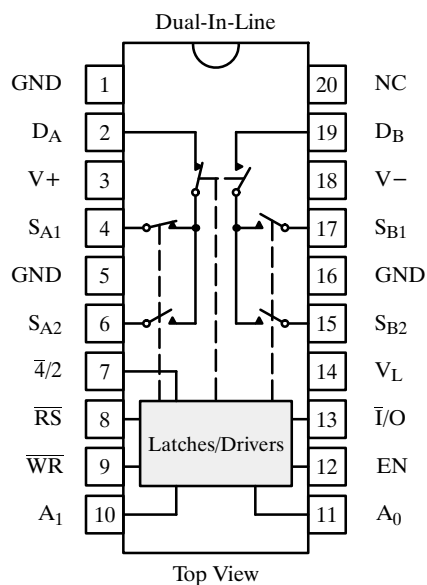 Dual-In-Line
GND 1 20 NC
D_A 2 19 D_B
V+ 3 18 V−
S_A1 4 17 S_B1
GND 5 16 GND
S_A2 6 15 S_B2
4̅/2 7 14 V_L
R̅S̅ 8 13 I̅/O
Latches/Drivers
W̅R̅ 9 12 EN
A_1 10 11 A_0
Top View